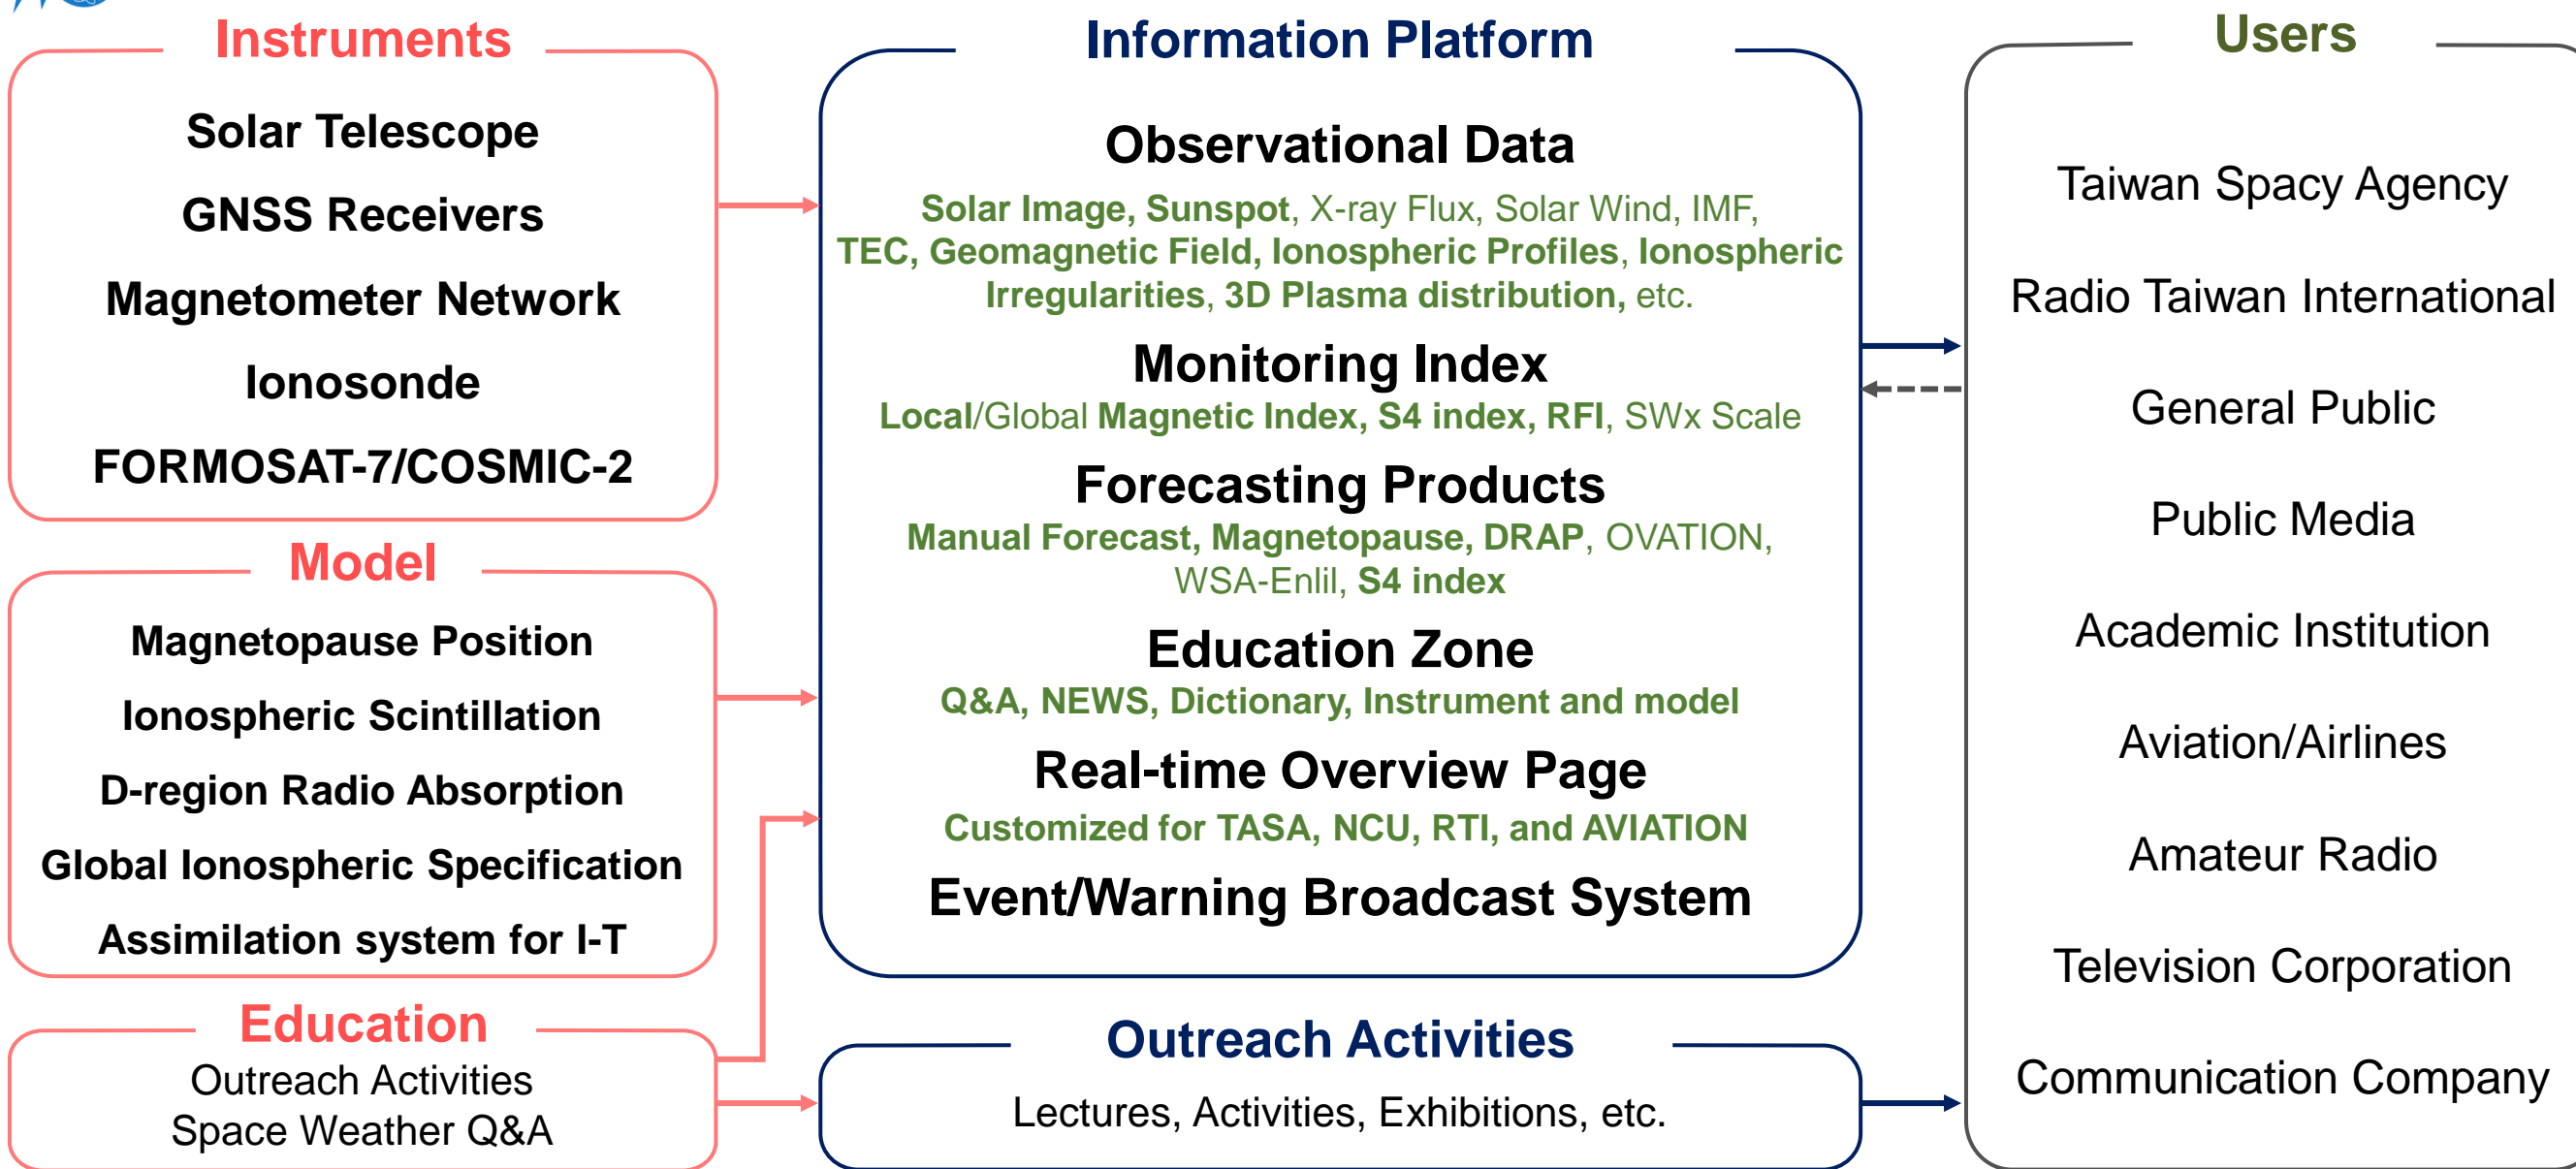 Instruments
Solar Telescope
GNSS Receivers
Magnetometer Network
Ionosonde
FORMOSAT-7/COSMIC-2
Model
Magnetopause Position
Ionospheric Scintillation
D-region Radio Absorption
Global Ionospheric Specification
Assimilation system for I-T
Education
Outreach Activities
Space Weather Q&A
Information Platform
Observational Data
Solar Image, Sunspot, X-ray Flux, Solar Wind, IMF,
TEC, Geomagnetic Field, Ionospheric Profiles, Ionospheric
Irregularities, 3D Plasma distribution, etc.
Monitoring Index
Local/Global Magnetic Index, S4 index, RFI, SWx Scale
Forecasting Products
Manual Forecast, Magnetopause, DRAP, OVATION,
WSA-Enlil, S4 index
Education Zone
Q&A, NEWS, Dictionary, Instrument and model
Real-time Overview Page
Customized for TASA, NCU, RTI, and AVIATION
Event/Warning Broadcast System
Outreach Activities
Lectures, Activities, Exhibitions, etc.
Users
Taiwan Spacy Agency
Radio Taiwan International
General Public
Public Media
Academic Institution
Aviation/Airlines
Amateur Radio
Television Corporation
Communication Company